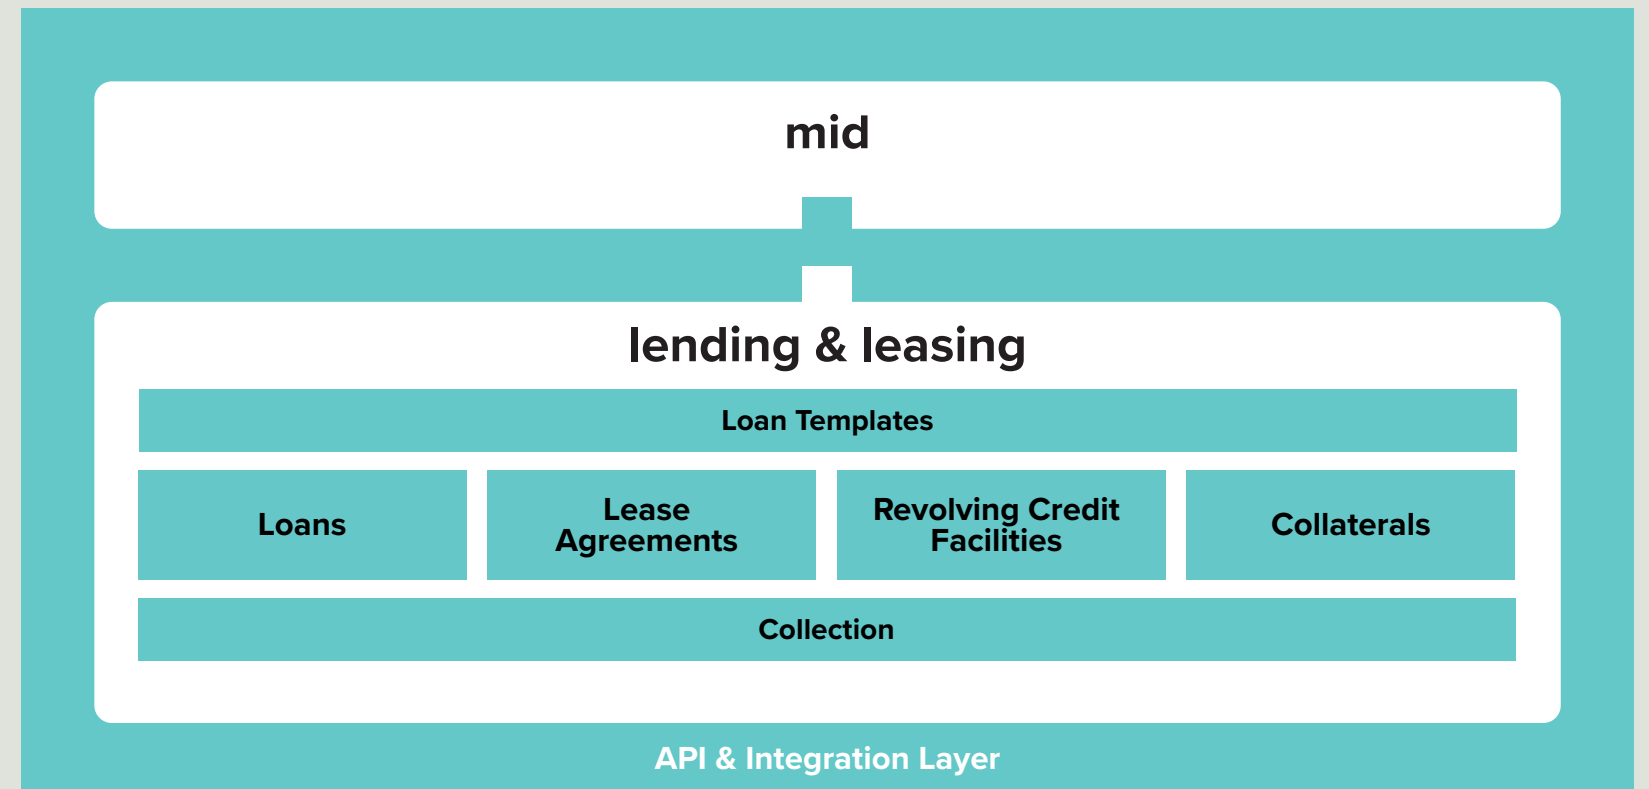 mid
lending & leasing
Loan Templates
Loans
Lease
Agreements
Revolving Credit
Facilities
Collaterals
Collection
API & Integration Layer